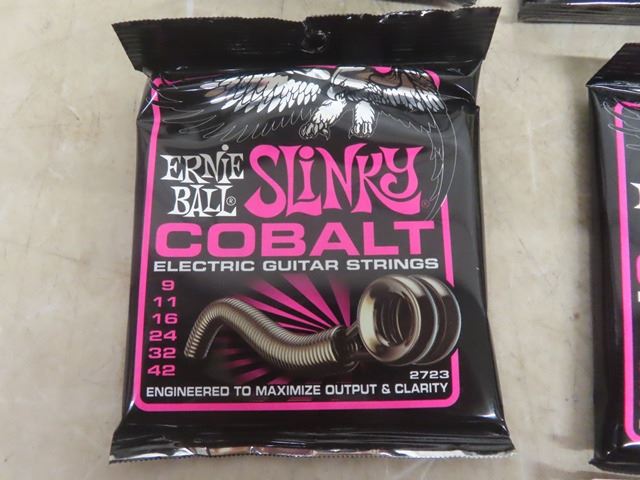 ERNIE BALL® SLINKY®
COBALT
ELECTRIC GUITAR STRINGS
9
11
16
24
32
42
2723
ENGINEERED TO MAXIMIZE OUTPUT & CLARITY